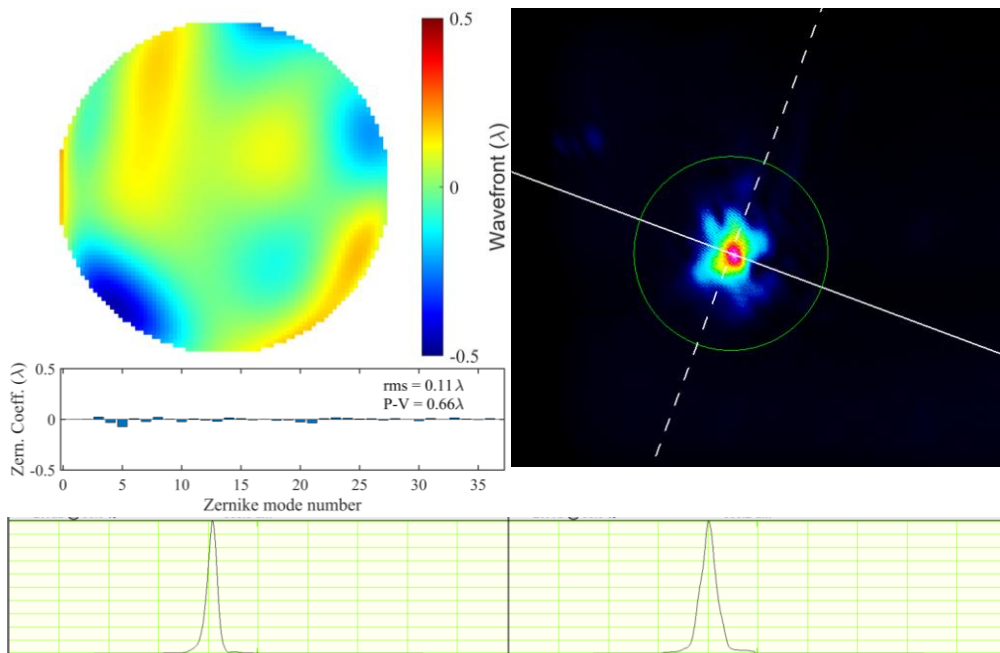 0.5
0
-0.5
Wavefront (λ)
0.5
0
-0.5
Zern. Coeff. (λ)
rms = 0.11λ
P-V = 0.66λ
0 5 10 15 20 25 30 35
Zernike mode number